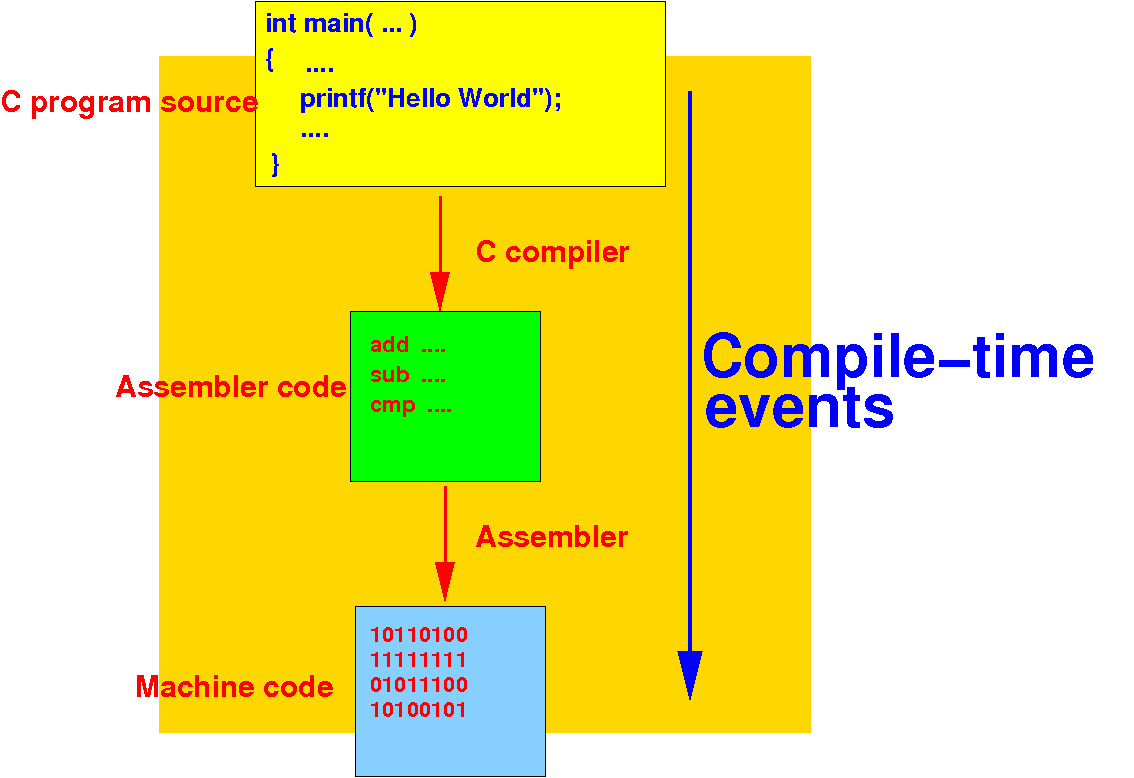 int main( ... )
{ ....
C program source
printf("Hello World");
....
}
C compiler
add ....
sub ....
cmp ....
Assembler code
Compile-time
events
Assembler
10110100
11111111
01011100
10100101
Machine code